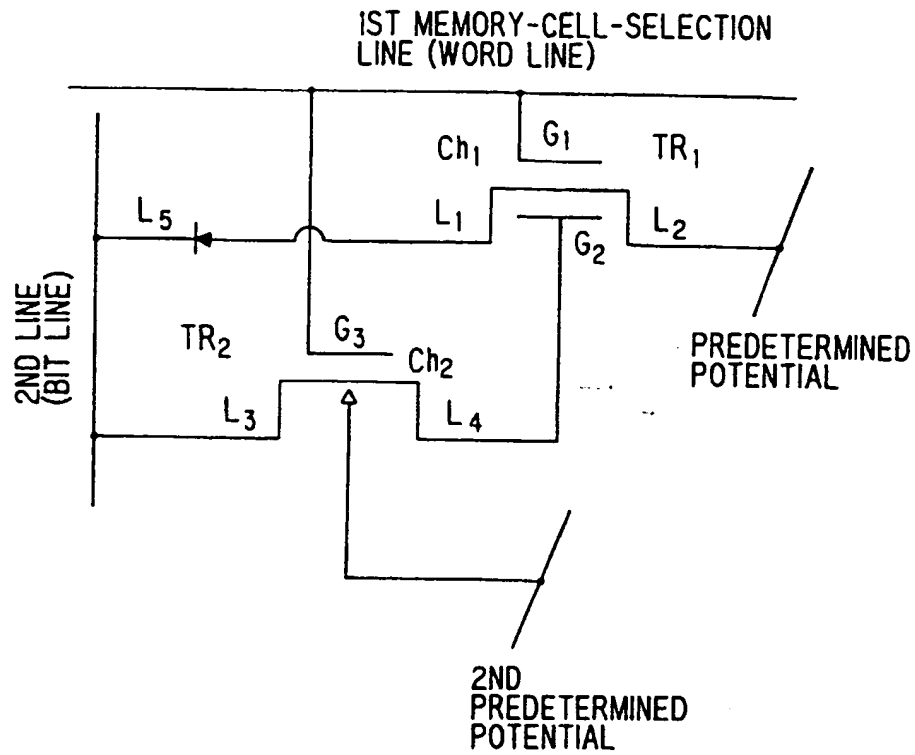 1ST MEMORY-CELL-SELECTION
LINE (WORD LINE)
G1
Ch1
TR1
L5
L1
L2
G2
2ND LINE
(BIT LINE)
TR2
G3
Ch2
PREDETERMINED
POTENTIAL
L3
L4
2ND
PREDETERMINED
POTENTIAL